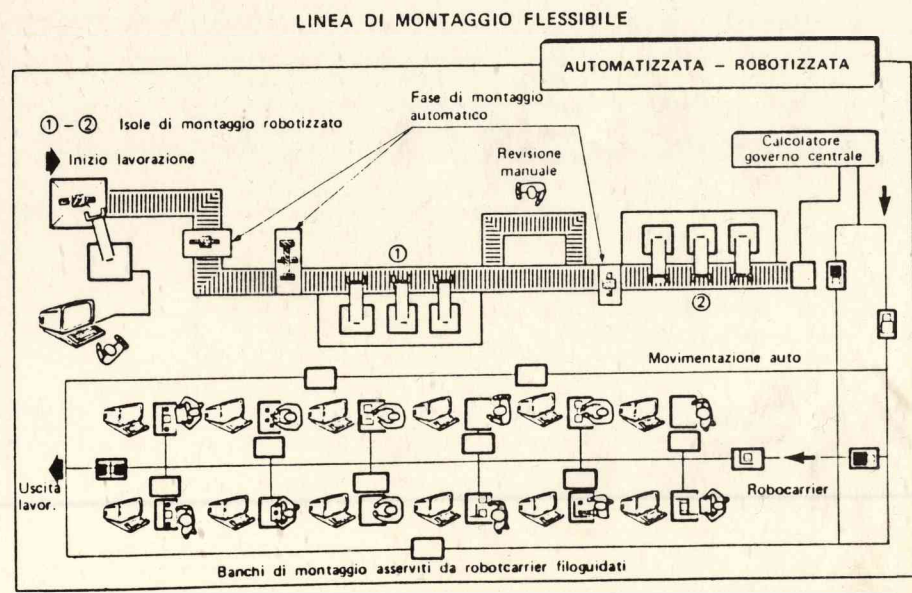 LINEA DI MONTAGGIO FLESSIBILE
AUTOMATIZZATA – ROBOTIZZATA
① – ② Isole di montaggio robotizzato
Inizio lavorazione
Fase di montaggio
automatico
Revisione
manuale
Calcolatore
governo centrale
①
②
Movimentazione auto
Uscita
lavor.
Robocarrier
Banchi di montaggio asserviti da robotcarrier filoguidati